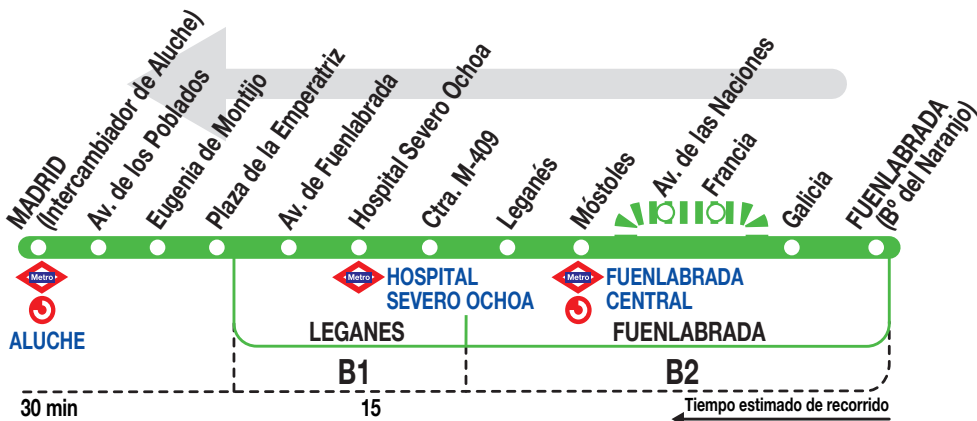 MADRID
(Intercambiador de Aluche)
Av. de los Poblados
Eugenia de Montijo
Plaza de la Emperatriz
Av. de Fuenlabrada
Hospital Severo Ochoa
Ctra. M-409
Leganés
Móstoles
Av. de las Naciones
Francia
Galicia
FUENLABRADA
(Bº del Naranjo)
Metro
ALUCHE
Metro
HOSPITAL
SEVERO OCHOA
Metro
FUENLABRADA
CENTRAL
LEGANES
FUENLABRADA
B1
B2
30 min
15
Tiempo estimado de recorrido